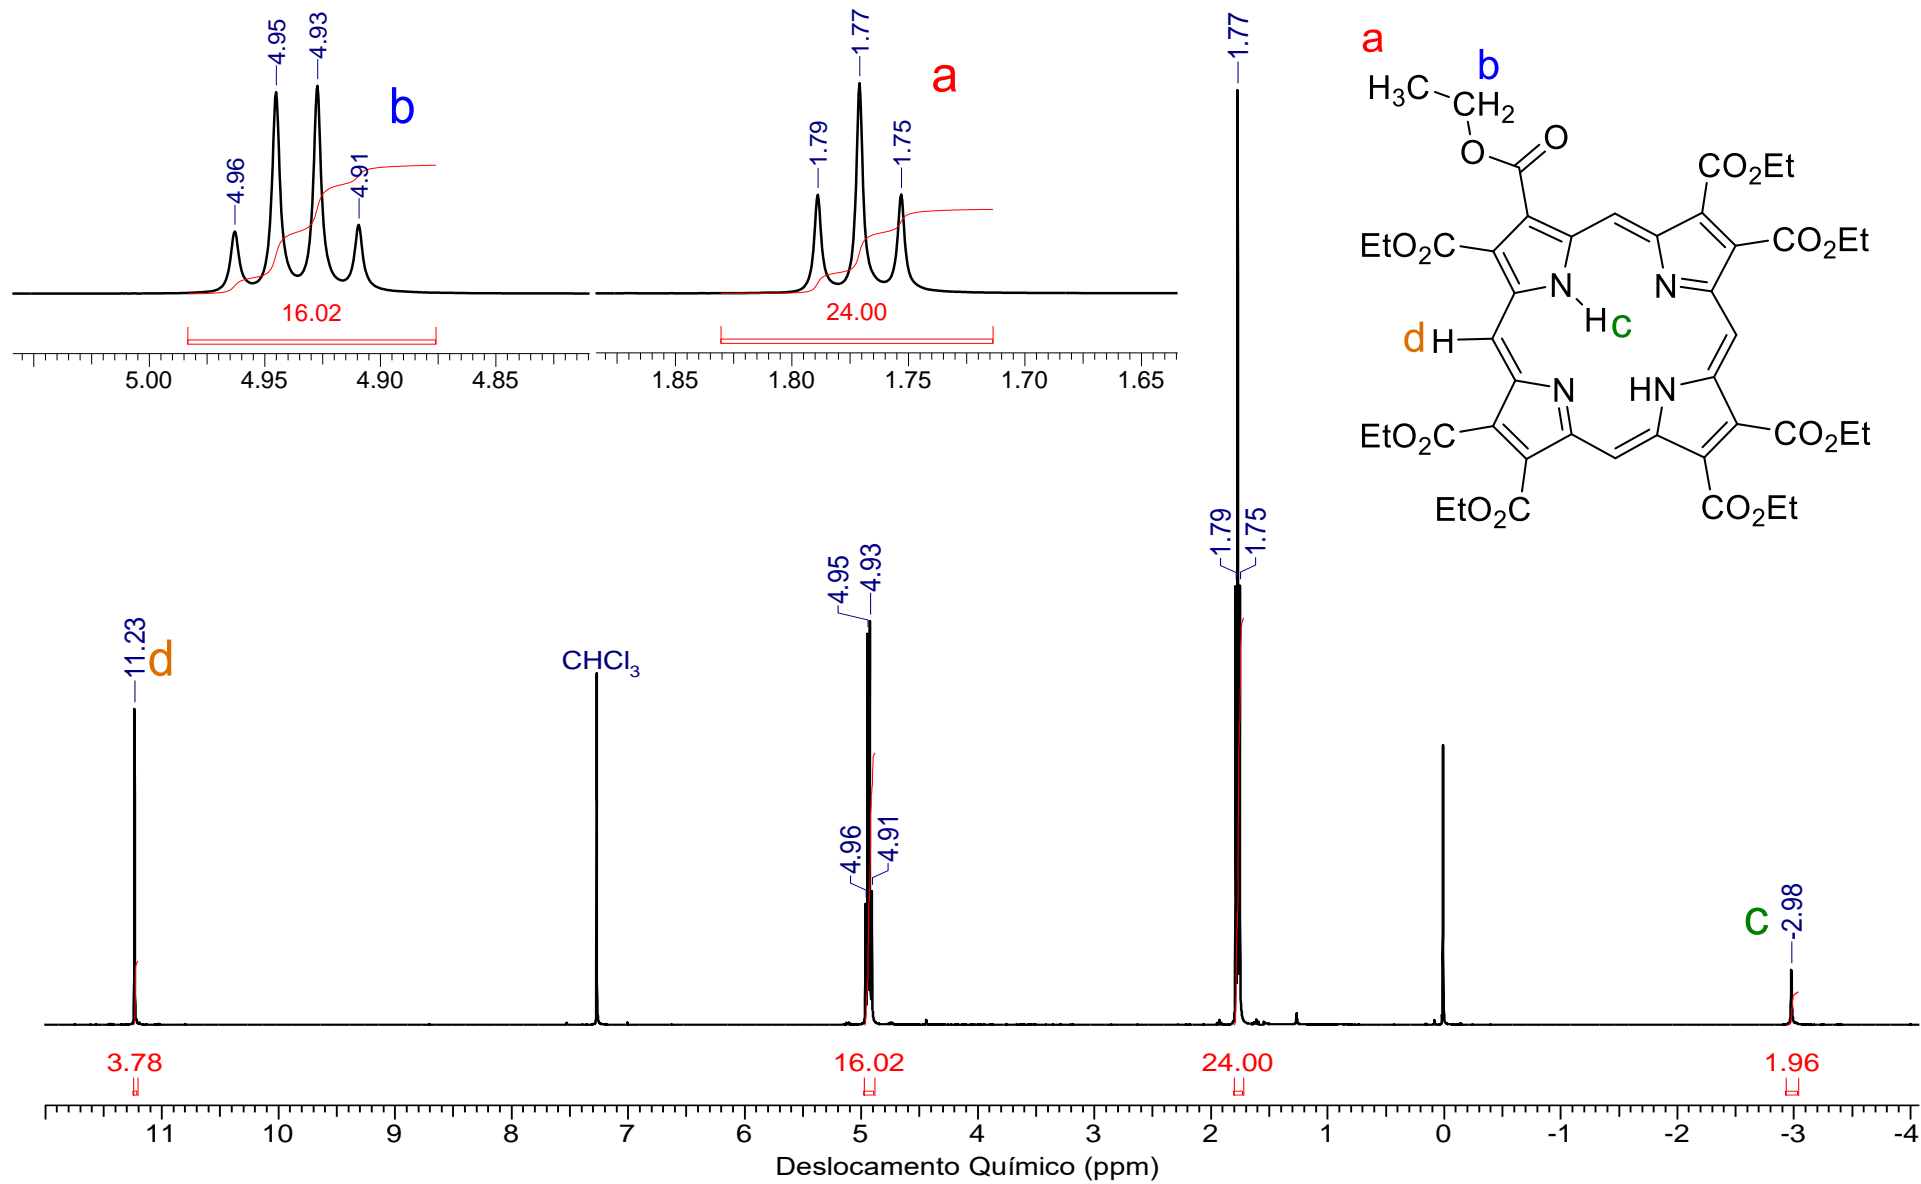 4.95
4.93
4.96
4.91
b
16.02
5.00 4.95 4.90 4.85
1.77
1.79
1.75
a
24.00
1.85 1.80 1.75 1.70 1.65
a
b
H3C
CH2
O
O
CO2Et
EtO2C
CO2Et
N
N
H c
d H
N
HN
EtO2C
CO2Et
EtO2C
CO2Et
1.77
1.79
1.75
4.95
4.93
4.96
4.91
11.23
d
CHCl3
c
-2.98
3.78 16.02 24.00 1.96
11 10 9 8 7 6 5 4 3 2 1 0 -1 -2 -3 -4
Deslocamento Químico (ppm)